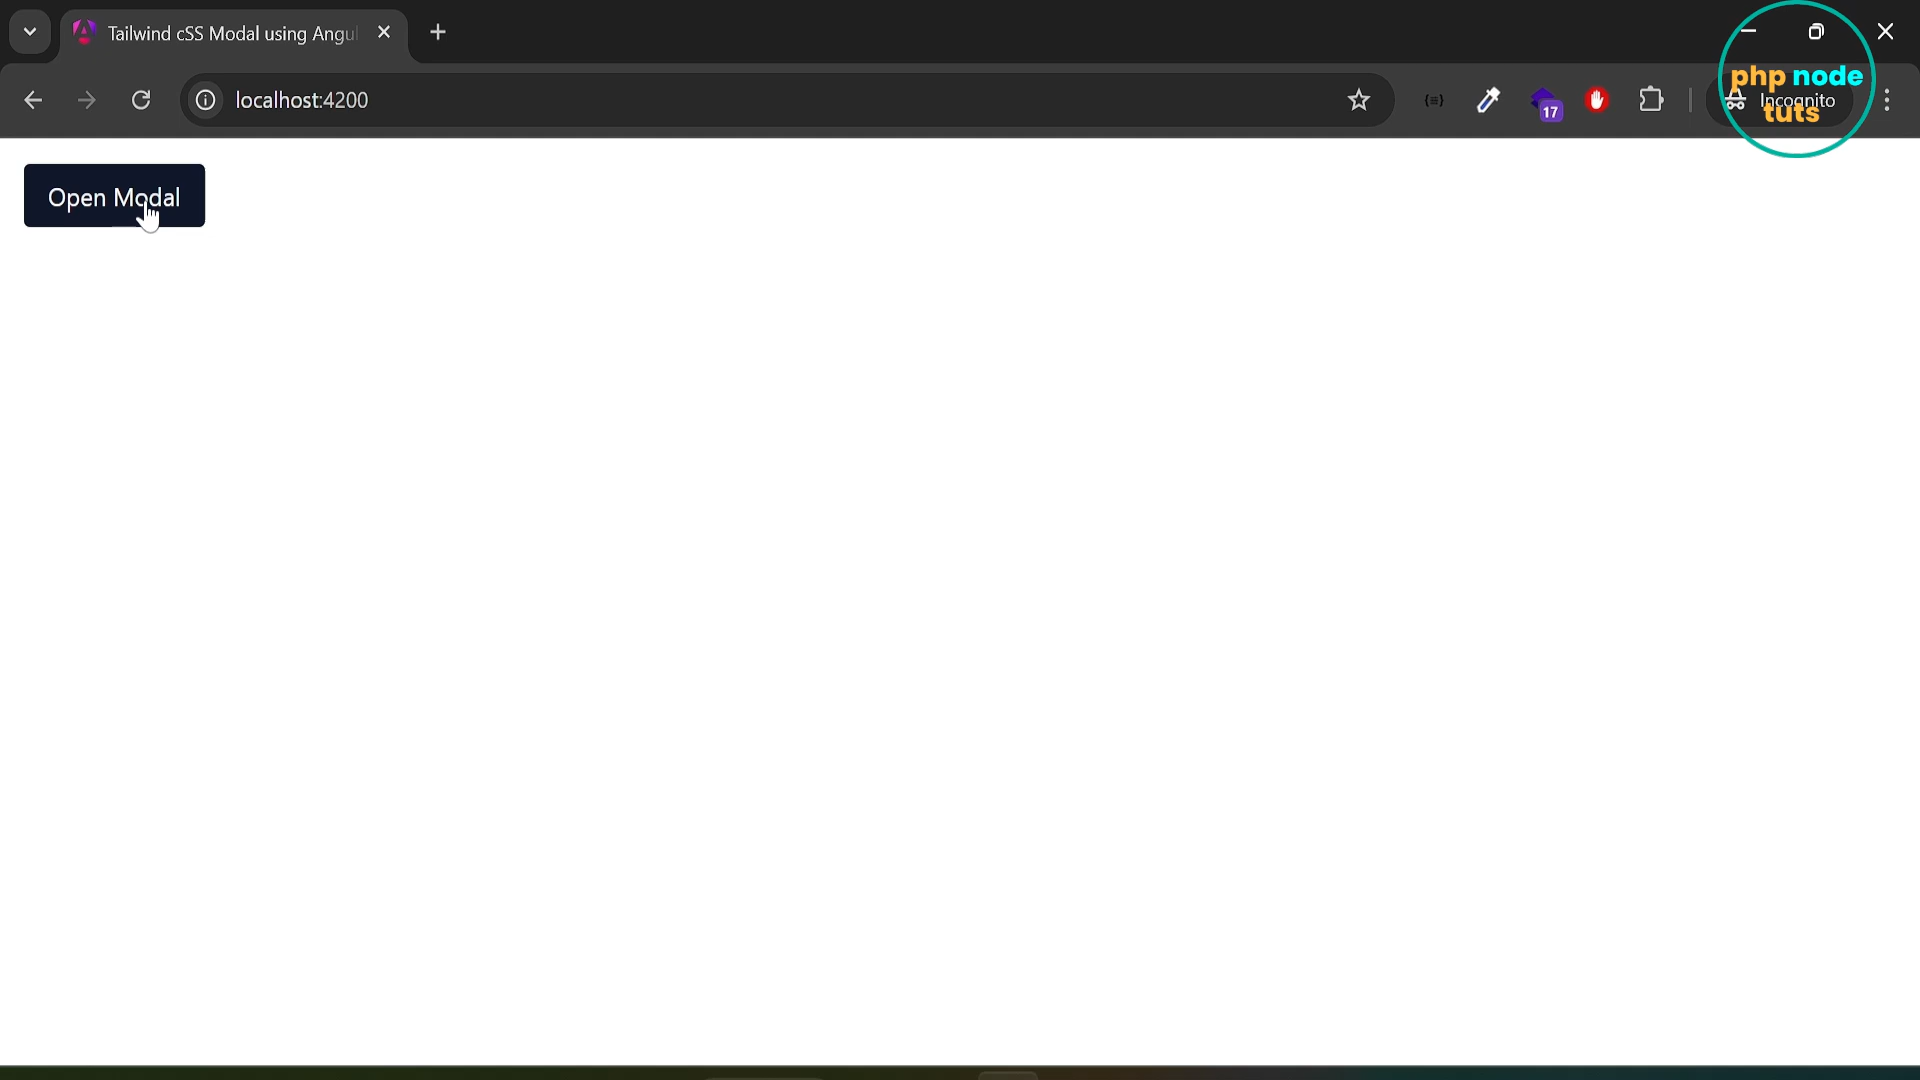 Tailwind cSS Modal using Angul
localhost:4200
17
Incognito
php node
tuts
Open Modal